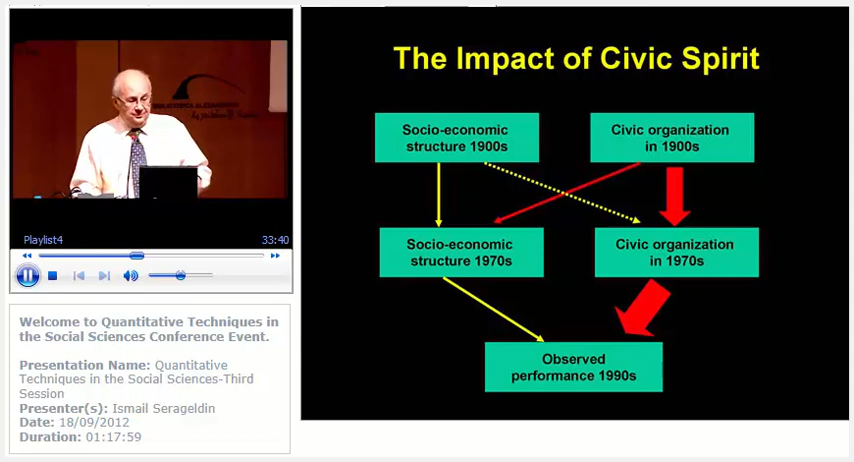 BIBLIOTHECA ALEXANDRINA
Playlist4
33:40
Welcome to Quantitative Techniques in
the Social Sciences Conference Event.
Presentation Name: Quantitative
Techniques in the Social Sciences-Third
Session
Presenter(s): Ismail Serageldin
Date: 18/09/2012
Duration: 01:17:59
The Impact of Civic Spirit
Socio-economic
structure 1900s
Civic organization
in 1900s
Socio-economic
structure 1970s
Civic organization
in 1970s
Observed
performance 1990s